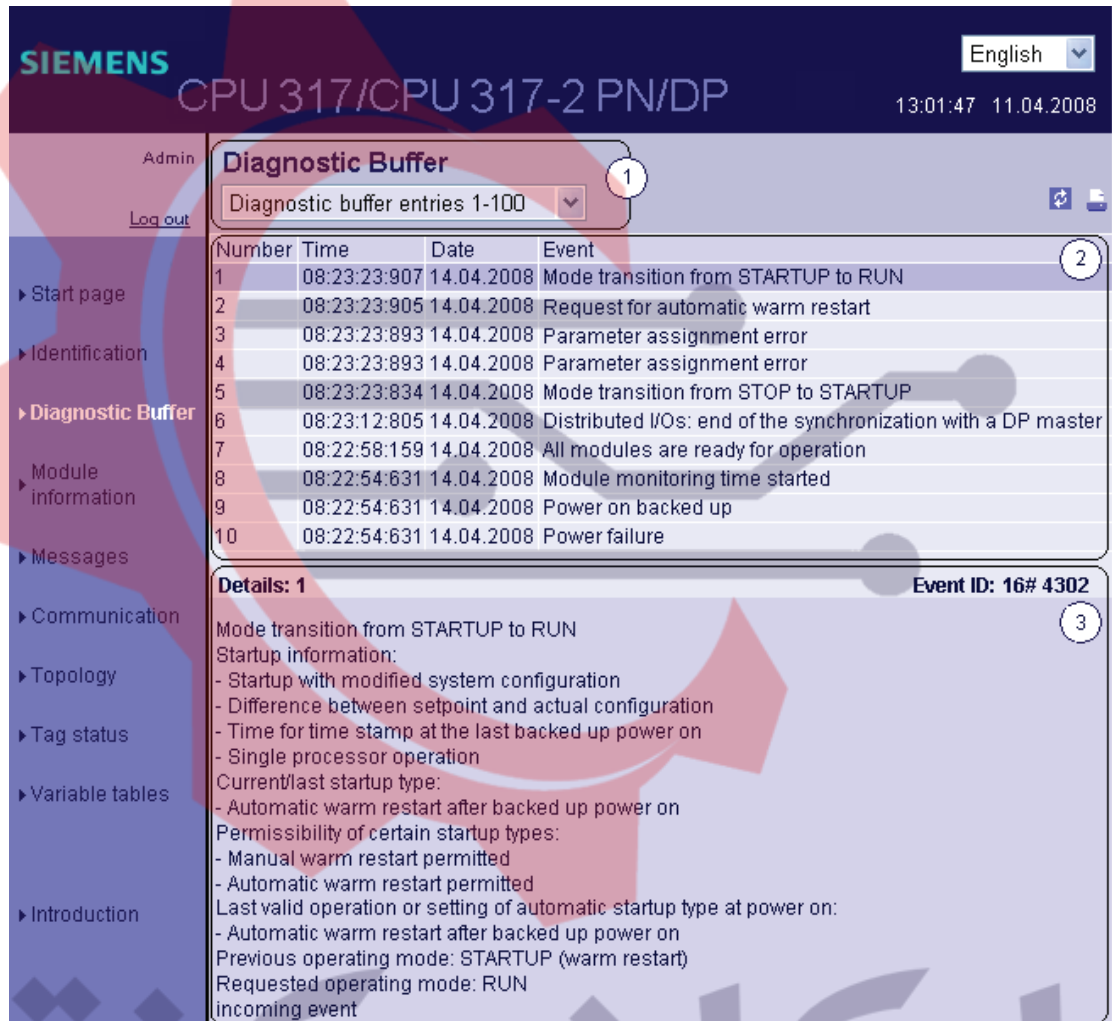 SIEMENS
English
CPU 317/CPU 317-2 PN/DP
13:01:47 11.04.2008
Admin
Log out
Start page
Identification
Diagnostic Buffer
Module
information
Messages
Communication
Topology
Tag status
Variable tables
Introduction
Diagnostic Buffer
1
Diagnostic buffer entries 1-100
Number Time Date Event
2
1 08:23:23:907 14.04.2008 Mode transition from STARTUP to RUN
2 08:23:23:905 14.04.2008 Request for automatic warm restart
3 08:23:23:893 14.04.2008 Parameter assignment error
4 08:23:23:893 14.04.2008 Parameter assignment error
5 08:23:23:834 14.04.2008 Mode transition from STOP to STARTUP
6 08:23:12:805 14.04.2008 Distributed I/Os: end of the synchronization with a DP master
7 08:22:58:159 14.04.2008 All modules are ready for operation
8 08:22:54:631 14.04.2008 Module monitoring time started
9 08:22:54:631 14.04.2008 Power on backed up
10 08:22:54:631 14.04.2008 Power failure
Details: 1 Event ID: 16# 4302
3
Mode transition from STARTUP to RUN
Startup information:
- Startup with modified system configuration
- Difference between setpoint and actual configuration
- Time for time stamp at the last backed up power on
- Single processor operation
Current/last startup type:
- Automatic warm restart after backed up power on
Permissibility of certain startup types:
- Manual warm restart permitted
- Automatic warm restart permitted
Last valid operation or setting of automatic startup type at power on:
- Automatic warm restart after backed up power on
Previous operating mode: STARTUP (warm restart)
Requested operating mode: RUN
incoming event